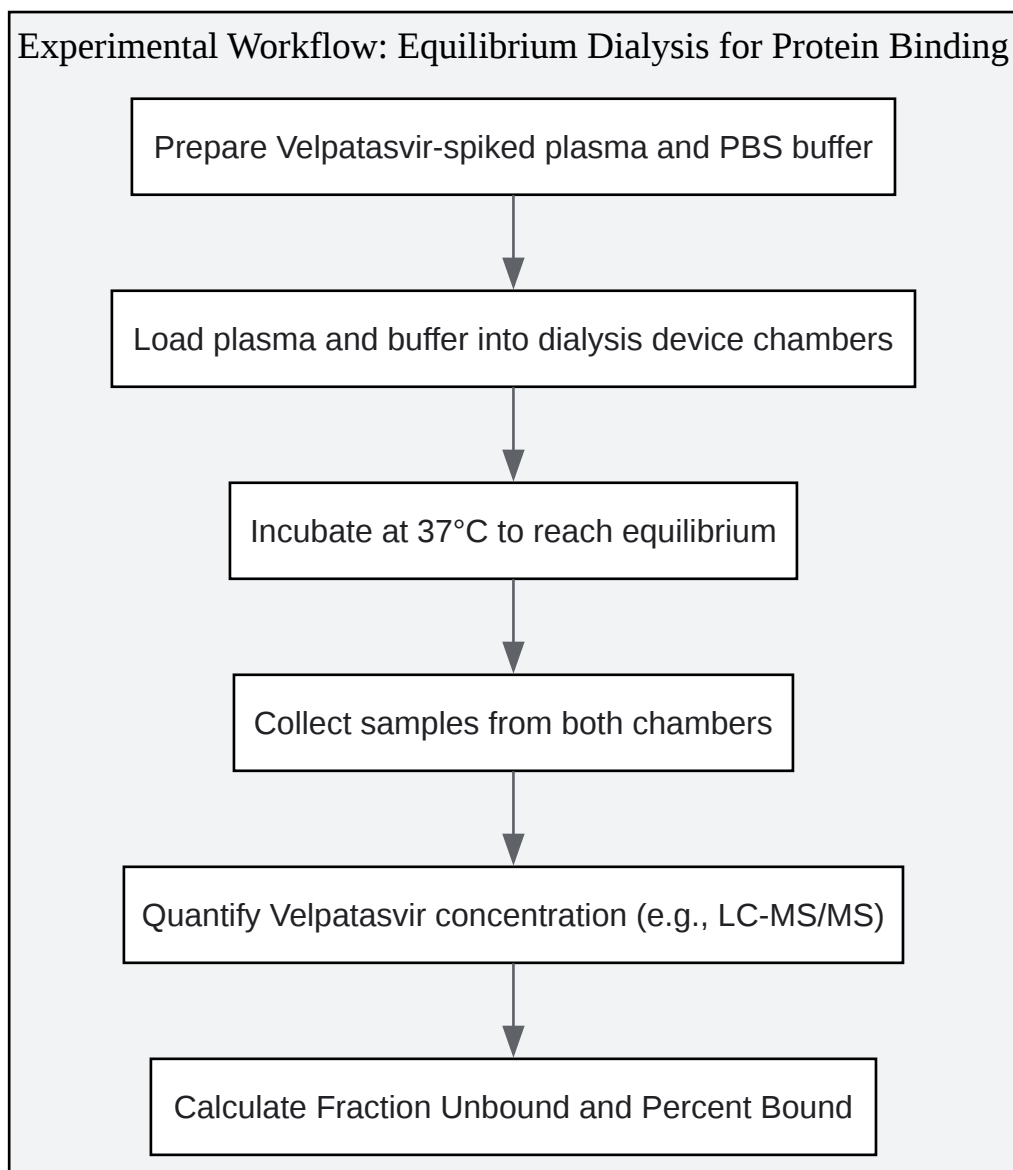 Experimental Workflow: Equilibrium Dialysis for Protein Binding
Prepare Velpatasvir-spiked plasma and PBS buffer
Load plasma and buffer into dialysis device chambers
Incubate at 37°C to reach equilibrium
Collect samples from both chambers
Quantify Velpatasvir concentration (e.g., LC-MS/MS)
Calculate Fraction Unbound and Percent Bound